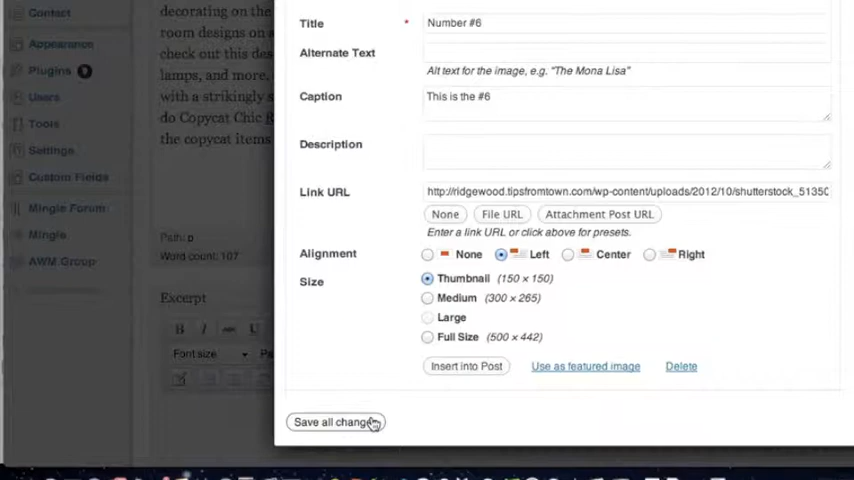 Contact
Appearance
Plugins
Users
Tools
Settings
Custom Fields
Mingle Forum
Mingle
AWM Group
decorating on the
room designs on a
check out this des
lamps, and more.
with a strikingly s
do Copycat Chic R
the copycat items
Path: p
Word count: 107
Excerpt
B I ABC U
Font size
Title * Number #6
Alternate Text
Alt text for the image, e.g. "The Mona Lisa"
Caption This is the #6
Description
Link URL http://ridgewood.tipsfromtown.com/wp-content/uploads/2012/10/shutterstock_5135
None File URL Attachment Post URL
Enter a link URL or click above for presets.
Alignment None Left Center Right
Size Thumbnail (150 × 150)
Medium (300 × 265)
Large
Full Size (500 × 442)
Insert into Post Use as featured image Delete
Save all changes